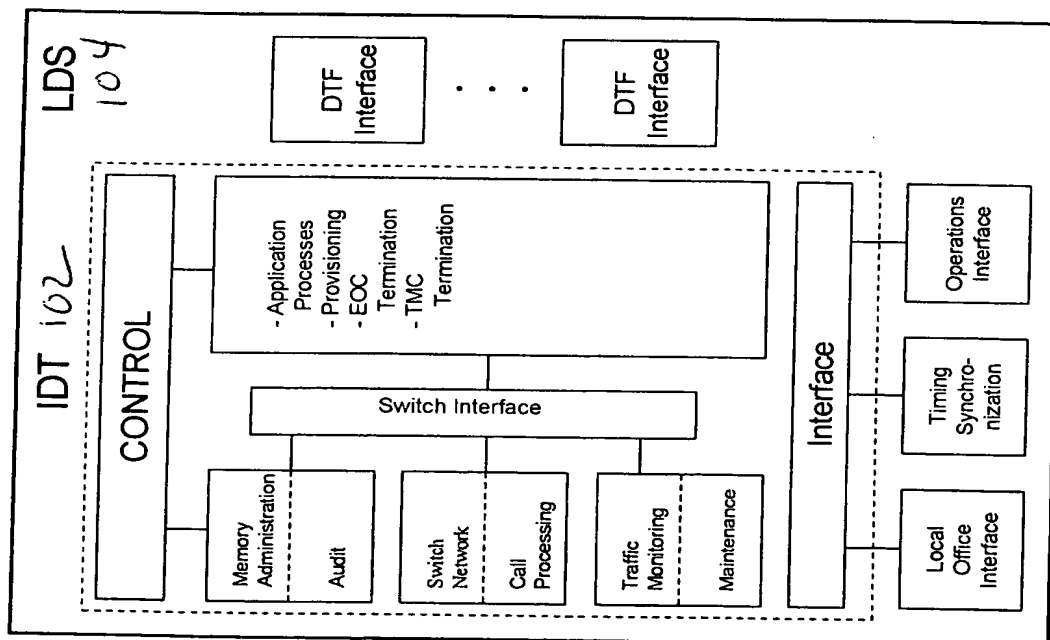 IDT 102
LDS
104
CONTROL
Memory
Administration
Audit
Switch
Network
Call
Processing
Traffic
Monitoring
Maintenance
Switch Interface
- Application
Processes
- Provisioning
- EOC
Termination
- TMC
Termination
DTF
Interface
. . .
DTF
Interface
Interface
Local
Office
Interface
Timing
Synchro-
nization
Operations
Interface